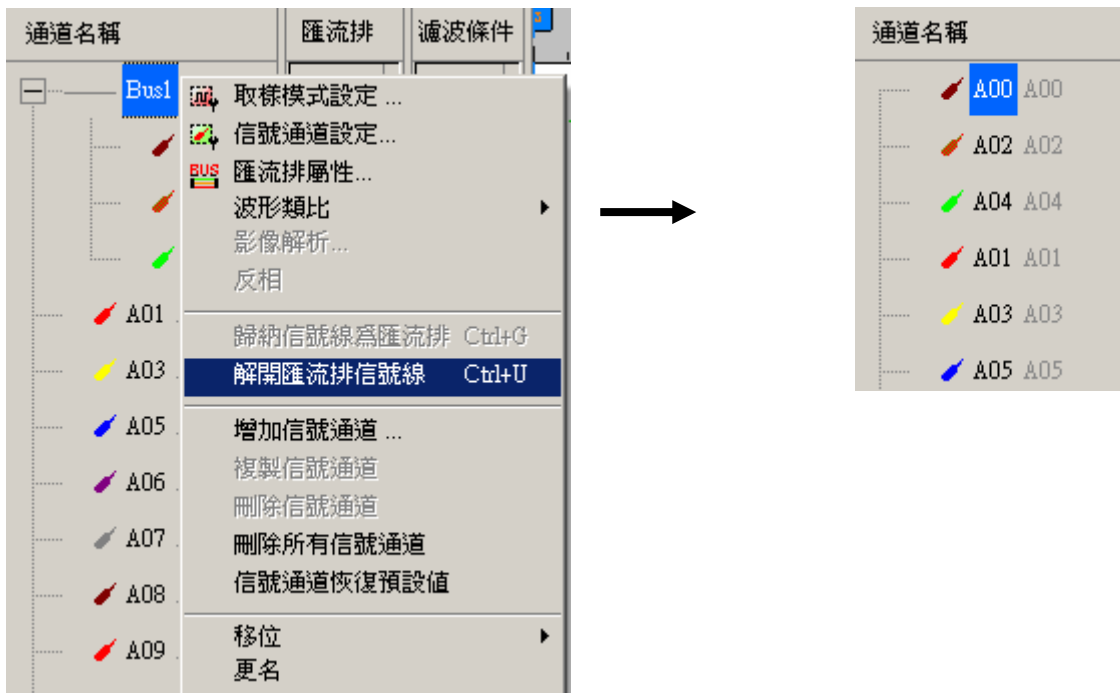 通道名稱
匯流排
濾波條件
3
Bus1
A01
A03
A05
A06
A07
A08
A09
取樣模式設定 ...
信號通道設定...
BUS 匯流排屬性...
波形類比
影像解析...
反相
歸納信號線爲匯流排 Ctrl+G
解開匯流排信號線 Ctrl+U
增加信號通道 ...
複製信號通道
刪除信號通道
刪除所有信號通道
信號通道恢復預設値
移位
更名
通道名稱
A00 A00
A02 A02
A04 A04
A01 A01
A03 A03
A05 A05